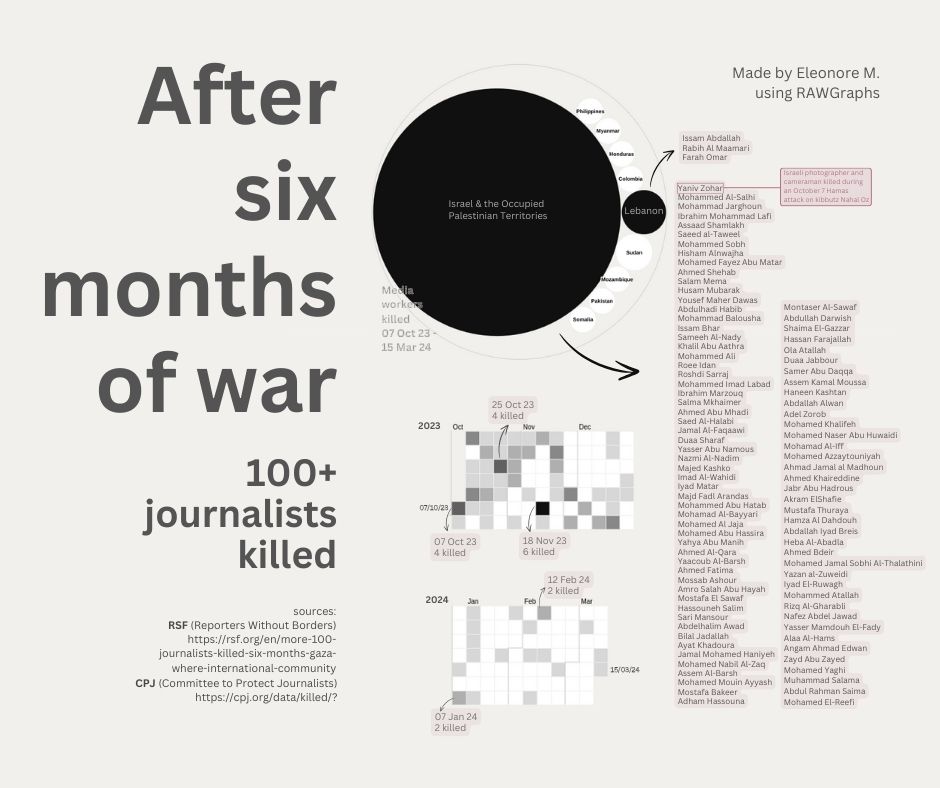 After
six
months
of war
100+
journalists
killed
sources:
RSF (Reporters Without Borders)
https://rsf.org/en/more-100-
journalists-killed-six-months-gaza-
where-international-community
CPJ (Committee to Protect Journalists)
https://cpj.org/data/killed/?
Israel & the Occupied
Palestinian Territories
Philippines
Myanmar
Honduras
Colombia
Lebanon
Sudan
Mozambique
Pakistan
Somalia
Media
workers
killed
07 Oct 23 -
15 Mar 24
25 Oct 23
4 killed
2023
Oct
Nov
Dec
07/10/23
07 Oct 23
4 killed
18 Nov 23
6 killed
12 Feb 24
2 killed
2024
Jan
Feb
Mar
15/03/24
07 Jan 24
2 killed
Made by Eleonore M.
using RAWGraphs
Issam Abdallah
Rabih Al Maamari
Farah Omar
Israeli photographer and
cameraman killed during
an October 7 Hamas
attack on kibbutz Nahal Oz
Yaniv Zohar
Mohammed Al-Salhi
Mohammad Jarghoun
Ibrahim Mohammad Lafi
Assaad Shamlakh
Saeed al-Taweel
Mohammed Sobh
Hisham Alnwajha
Mohamed Fayez Abu Matar
Ahmed Shehab
Salam Mema
Husam Mubarak
Yousef Maher Dawas
Abdulhadi Habib
Mohammad Balousha
Issam Bhar
Sameeh Al-Nady
Khalil Abu Aathra
Mohammed Ali
Roee Idan
Roshdi Sarraj
Mohammed Imad Labad
Ibrahim Marzouq
Salma Mkhaimer
Ahmed Abu Mhadi
Saed Al-Halabi
Jamal Al-Faqaawi
Duaa Sharaf
Yasser Abu Namous
Nazmi Al-Nadim
Majed Kashko
Imad Al-Wahidi
Iyad Matar
Majd Fadl Arandas
Mohammed Abu Hatab
Mohamad Al-Bayyari
Mohamed Al Jaja
Mohamed Abu Hassira
Yahya Abu Manih
Ahmed Al-Qara
Yaacoub Al-Barsh
Ahmed Fatima
Mossab Ashour
Amro Salah Abu Hayah
Mostafa El Sawaf
Hassouneh Salim
Sari Mansour
Abdelhalim Awad
Bilal Jadallah
Ayat Khadoura
Jamal Mohamed Haniyeh
Mohamed Nabil Al-Zaq
Assem Al-Barsh
Mohamed Mouin Ayyash
Mostafa Bakeer
Adham Hassouna
Montaser Al-Sawaf
Abdullah Darwish
Shaima El-Gazzar
Hassan Farajallah
Ola Atallah
Duaa Jabbour
Samer Abu Daqqa
Assem Kamal Moussa
Haneen Kashtan
Abdallah Alwan
Adel Zorob
Mohamed Khalifeh
Mohamed Naser Abu Huwaidi
Mohamad Al-Iff
Mohamed Azzaytouniyah
Ahmad Jamal al Madhoun
Ahmed Khaireddine
Jabr Abu Hadrous
Akram ElShafie
Mustafa Thuraya
Hamza Al Dahdouh
Abdallah Iyad Breis
Heba Al-Abadla
Ahmed Bdeir
Mohamed Jamal Sobhi Al-Thalathini
Yazan al-Zuweidi
Iyad El-Ruwagh
Mohammed Atallah
Rizq Al-Gharabli
Nafez Abdel Jawad
Yasser Mamdouh El-Fady
Alaa Al-Hams
Angam Ahmad Edwan
Zayd Abu Zayed
Mohamed Yaghi
Muhammad Salama
Abdul Rahman Saima
Mohamed El-Reefi